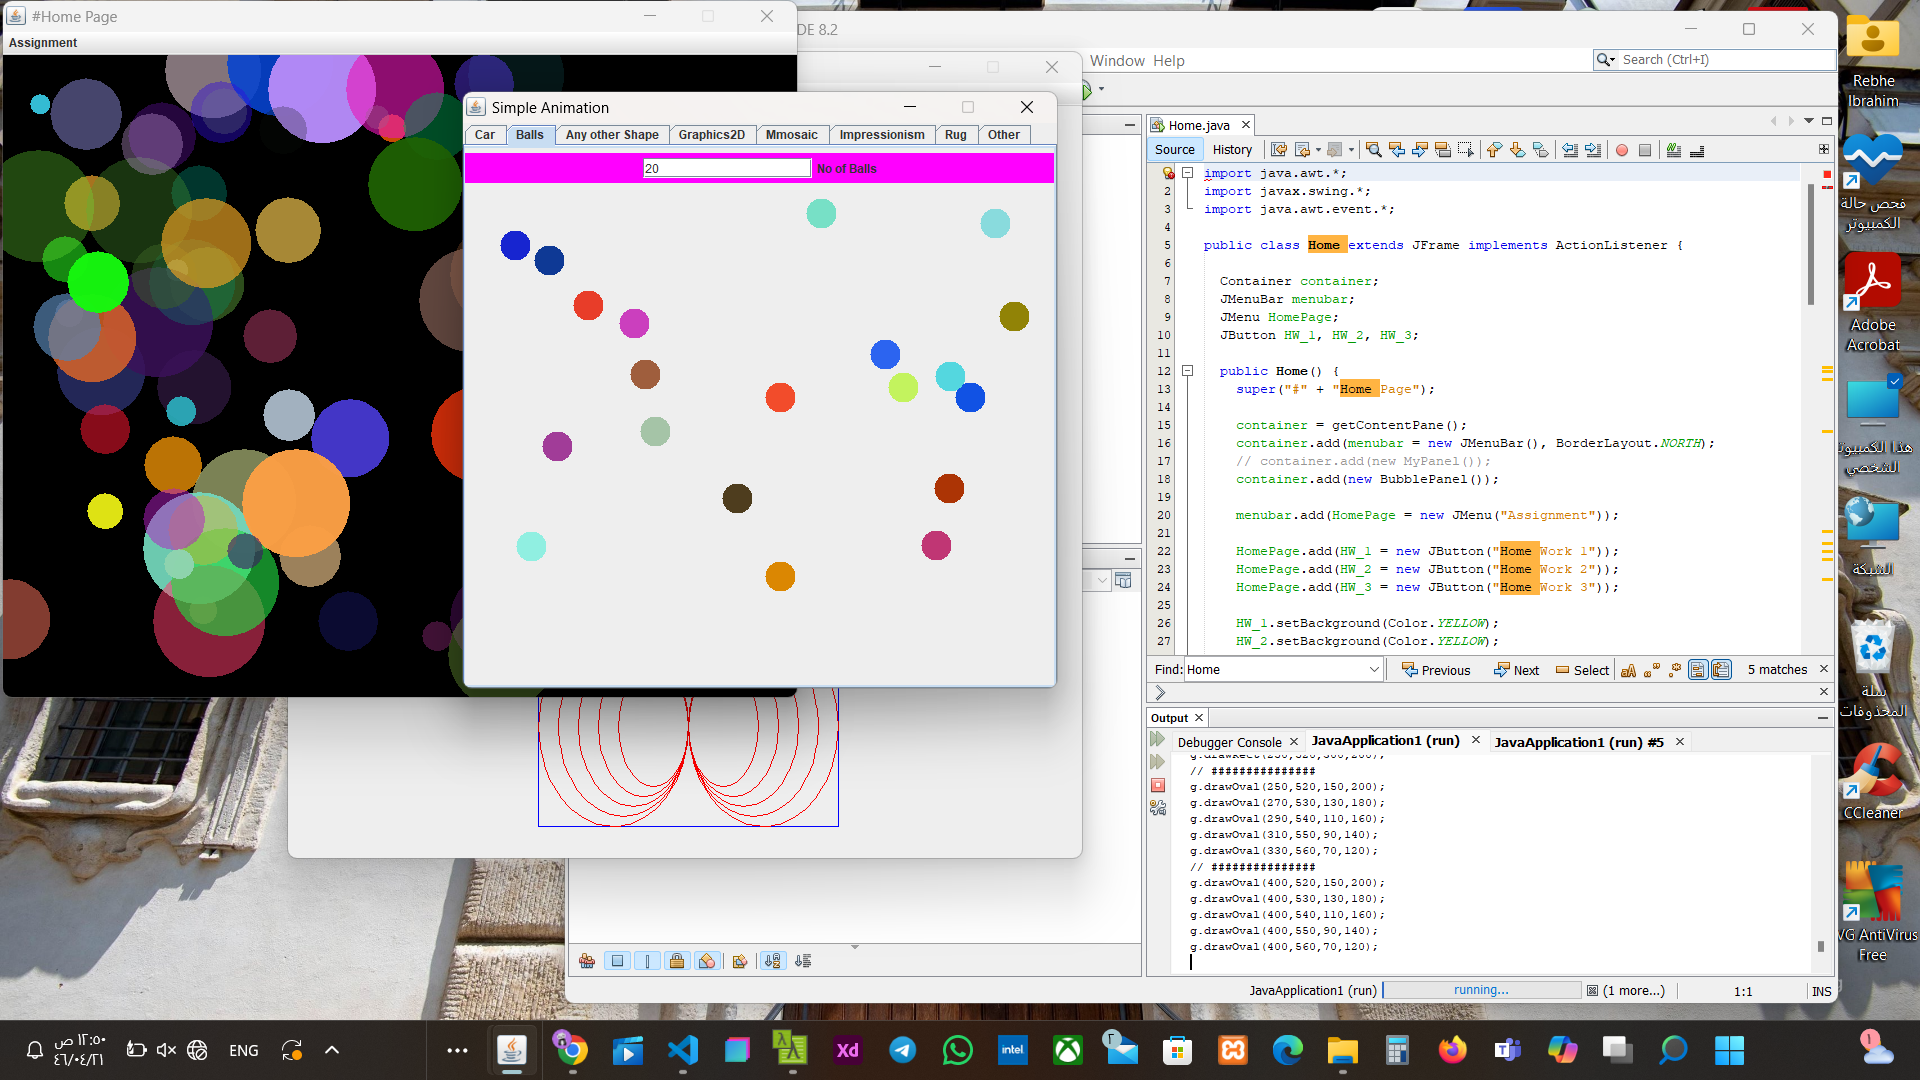 #Home Page
Assignment
DE 8.2
Window Help
Search (Ctrl+I)
Simple Animation
Car Balls Any other Shape Graphics2D Mmosaic Impressionism Rug Other
20 No of Balls
Home.java
Source History
import java.awt.*;
2 import javax.swing.*;
3 import java.awt.event.*;
4
5 public class Home extends JFrame implements ActionListener {
6
7 Container container;
8 JMenuBar menubar;
9 JMenu HomePage;
10 JButton HW_1, HW_2, HW_3;
11
12 public Home() {
13 super("#" + "Home Page");
14
15 container = getContentPane();
16 container.add(menubar = new JMenuBar(), BorderLayout.NORTH);
17 // container.add(new MyPanel());
18 container.add(new BubblePanel());
19
20 menubar.add(HomePage = new JMenu("Assignment"));
21
22 HomePage.add(HW_1 = new JButton("Home Work 1"));
23 HomePage.add(HW_2 = new JButton("Home Work 2"));
24 HomePage.add(HW_3 = new JButton("Home Work 3"));
25
26 HW_1.setBackground(Color.YELLOW);
27 HW_2.setBackground(Color.YELLOW);
Find: Home Previous Next Select 5 matches
Output
Debugger Console JavaApplication1 (run) JavaApplication1 (run) #5
// ###############
g.drawOval(250,520,150,200);
g.drawOval(270,530,130,180);
g.drawOval(290,540,110,160);
g.drawOval(310,550,90,140);
g.drawOval(330,560,70,120);
// ###############
g.drawOval(400,520,150,200);
g.drawOval(400,530,130,180);
g.drawOval(400,540,110,160);
g.drawOval(400,550,90,140);
g.drawOval(400,560,70,120);
JavaApplication1 (run) running... (1 more...) 1:1 INS
Rebhe
Ibrahim
فحص حالة
الكمبيوتر
Adobe
Acrobat
هذا الكمبيوتر
الشخصي
الشبكة
سلة
المحذوفات
CCleaner
VG AntiVirus
Free
١٢:٥٠ ص
٤٦/٠٤/٢١
ENG
Xd
intel
٢
١